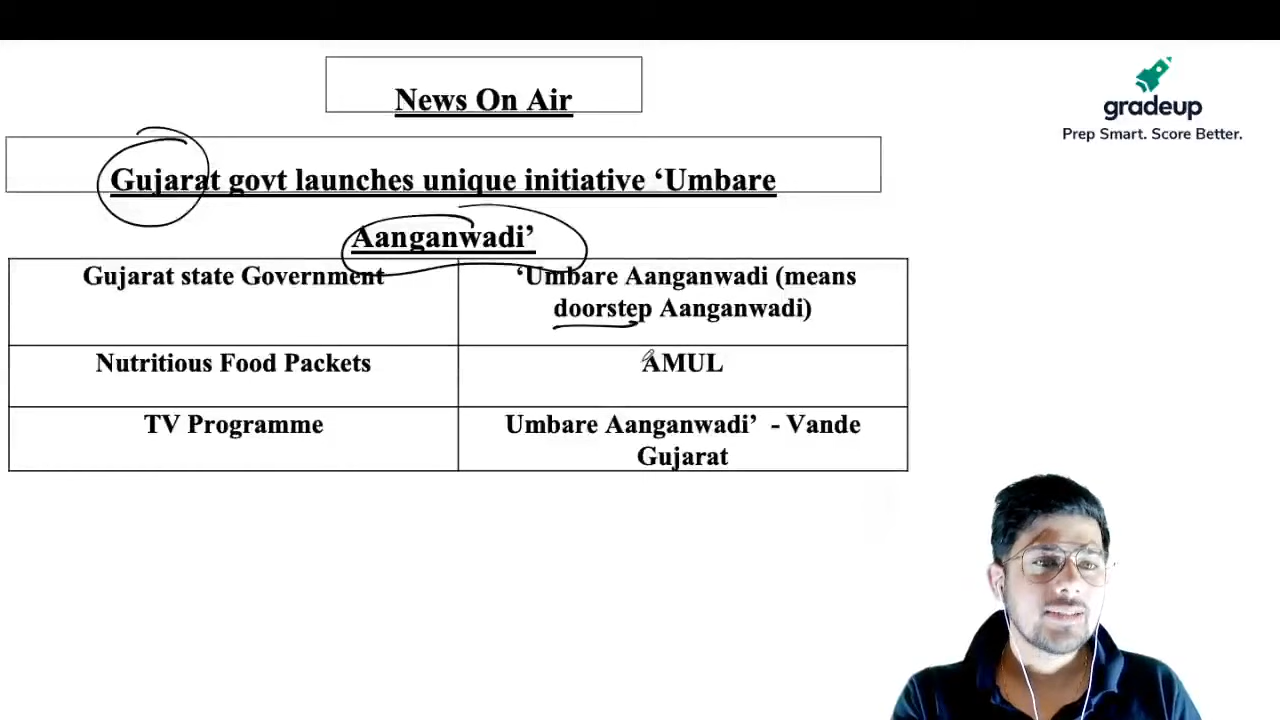 News On Air
gradeup
Prep Smart. Score Better.
Gujarat govt launches unique initiative ‘Umbare
Aanganwadi’
Gujarat state Government
‘Umbare Aanganwadi (means
doorstep Aanganwadi)
Nutritious Food Packets
AMUL
TV Programme
Umbare Aanganwadi’ - Vande
Gujarat